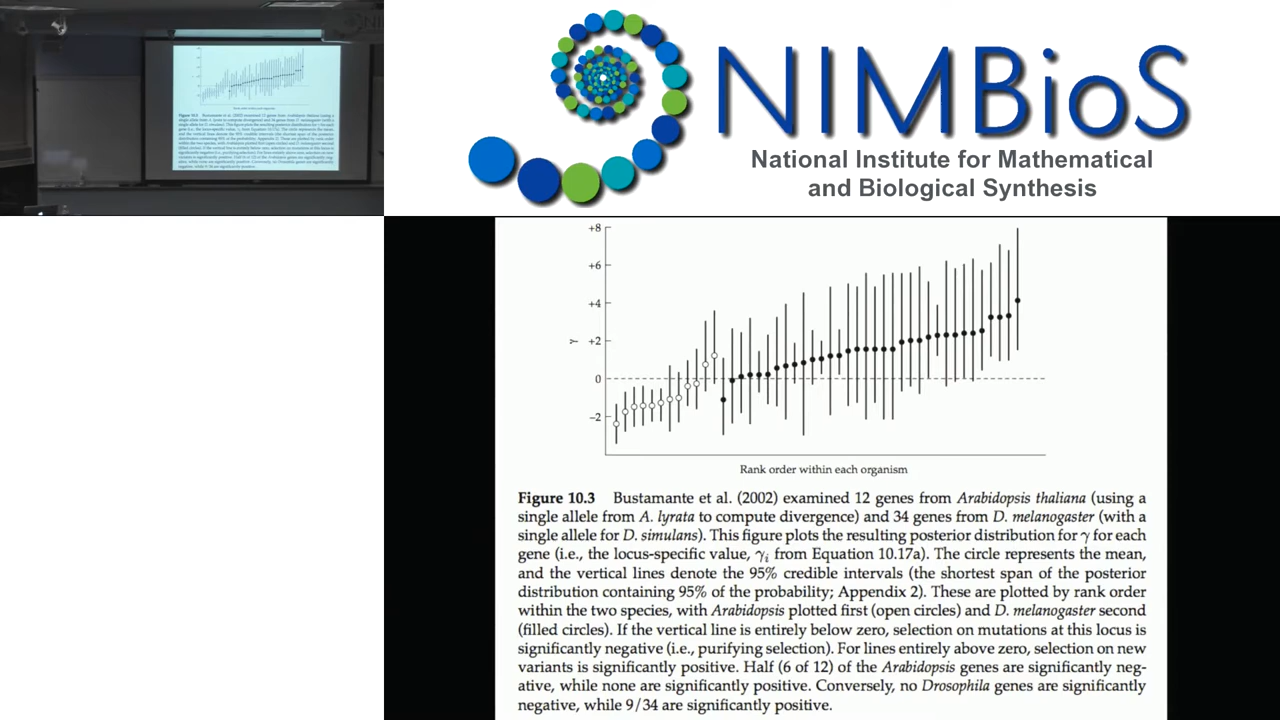 NIMBioS
National Institute for Mathematical
and Biological Synthesis
+8
+6
+4
+2
0
−2
γ
Rank order within each organism
Figure 10.3 Bustamante et al. (2002) examined 12 genes from Arabidopsis thaliana (using a
single allele from A. lyrata to compute divergence) and 34 genes from D. melanogaster (with a
single allele for D. simulans). This figure plots the resulting posterior distribution for γ for each
gene (i.e., the locus-specific value, γi from Equation 10.17a). The circle represents the mean,
and the vertical lines denote the 95% credible intervals (the shortest span of the posterior
distribution containing 95% of the probability; Appendix 2). These are plotted by rank order
within the two species, with Arabidopsis plotted first (open circles) and D. melanogaster second
(filled circles). If the vertical line is entirely below zero, selection on mutations at this locus is
significantly negative (i.e., purifying selection). For lines entirely above zero, selection on new
variants is significantly positive. Half (6 of 12) of the Arabidopsis genes are significantly neg-
ative, while none are significantly positive. Conversely, no Drosophila genes are significantly
negative, while 9/34 are significantly positive.